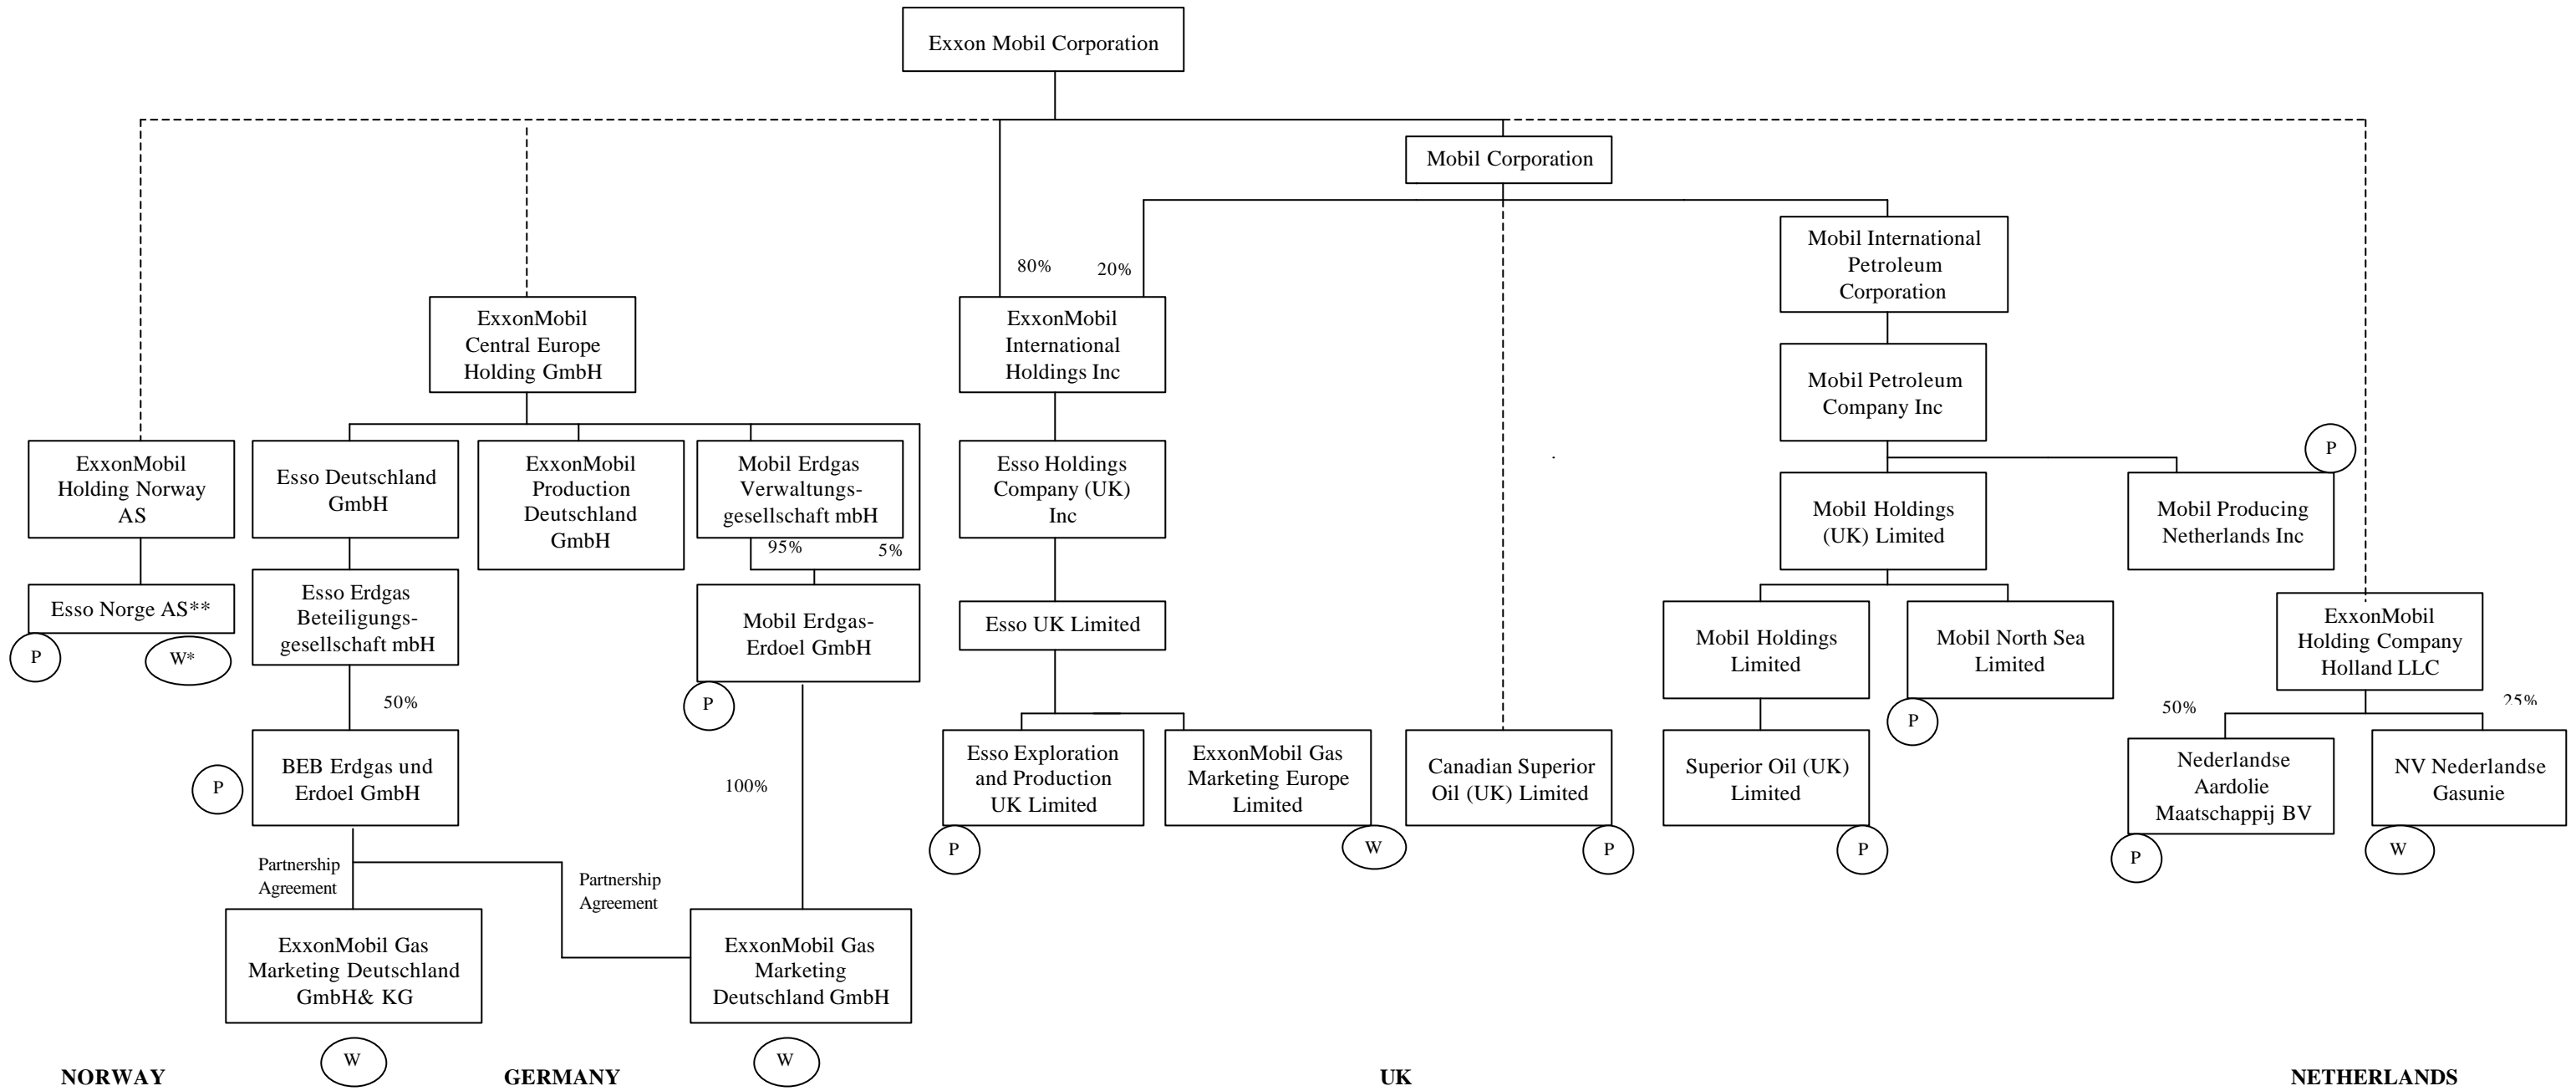 Exxon Mobil Corporation
Mobil Corporation
Mobil International
Petroleum
Corporation
80%
20%
ExxonMobil
Central Europe
Holding GmbH
ExxonMobil
International
Holdings Inc
Mobil Petroleum
Company Inc
P
ExxonMobil
Holding Norway
AS
Esso Deutschland
GmbH
ExxonMobil
Production
Deutschland
GmbH
Mobil Erdgas
Verwaltungs-
gesellschaft mbH
95%
5%
Esso Holdings
Company (UK)
Inc
Mobil Holdings
(UK) Limited
Mobil Producing
Netherlands Inc
Esso Norge AS**
P
W*
Esso Erdgas
Beteiligungs-
gesellschaft mbH
Mobil Erdgas-
Erdoel GmbH
P
Esso UK Limited
Mobil Holdings
Limited
Mobil North Sea
Limited
P
ExxonMobil
Holding Company
Holland LLC
50%
50%
25%
P
BEB Erdgas und
Erdoel GmbH
100%
Esso Exploration
and Production
UK Limited
P
ExxonMobil Gas
Marketing Europe
Limited
W
Canadian Superior
Oil (UK) Limited
P
Superior Oil (UK)
Limited
P
Nederlandse
Aardolie
Maatschappij BV
P
NV Nederlandse
Gasunie
W
Partnership
Agreement
Partnership
Agreement
ExxonMobil Gas
Marketing Deutschland
GmbH& KG
W
ExxonMobil Gas
Marketing
Deutschland GmbH
W
NORWAY
GERMANY
UK
NETHERLANDS